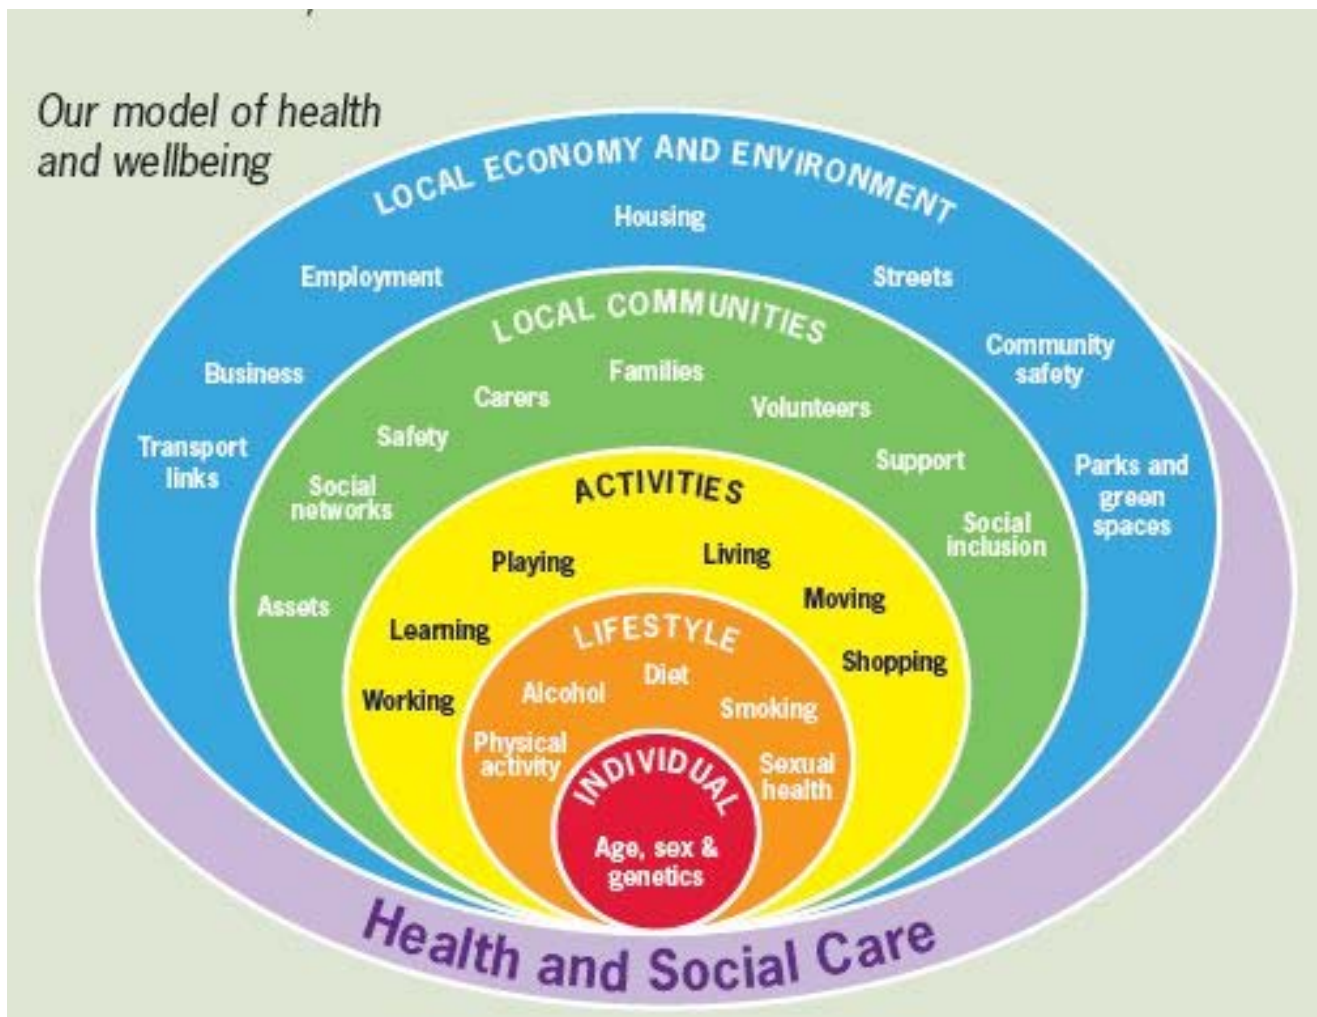 Our model of health
and wellbeing
LOCAL ECONOMY AND ENVIRONMENT
Housing
Employment
Streets
Business
Community
safety
Transport
links
Parks and
green
spaces
LOCAL COMMUNITIES
Families
Carers
Volunteers
Safety
Support
Social
networks
Social
inclusion
Assets
ACTIVITIES
Playing
Living
Learning
Moving
Working
Shopping
LIFESTYLE
Diet
Alcohol
Smoking
Physical
activity
Sexual
health
INDIVIDUAL
Age, sex &
genetics
Health and Social Care